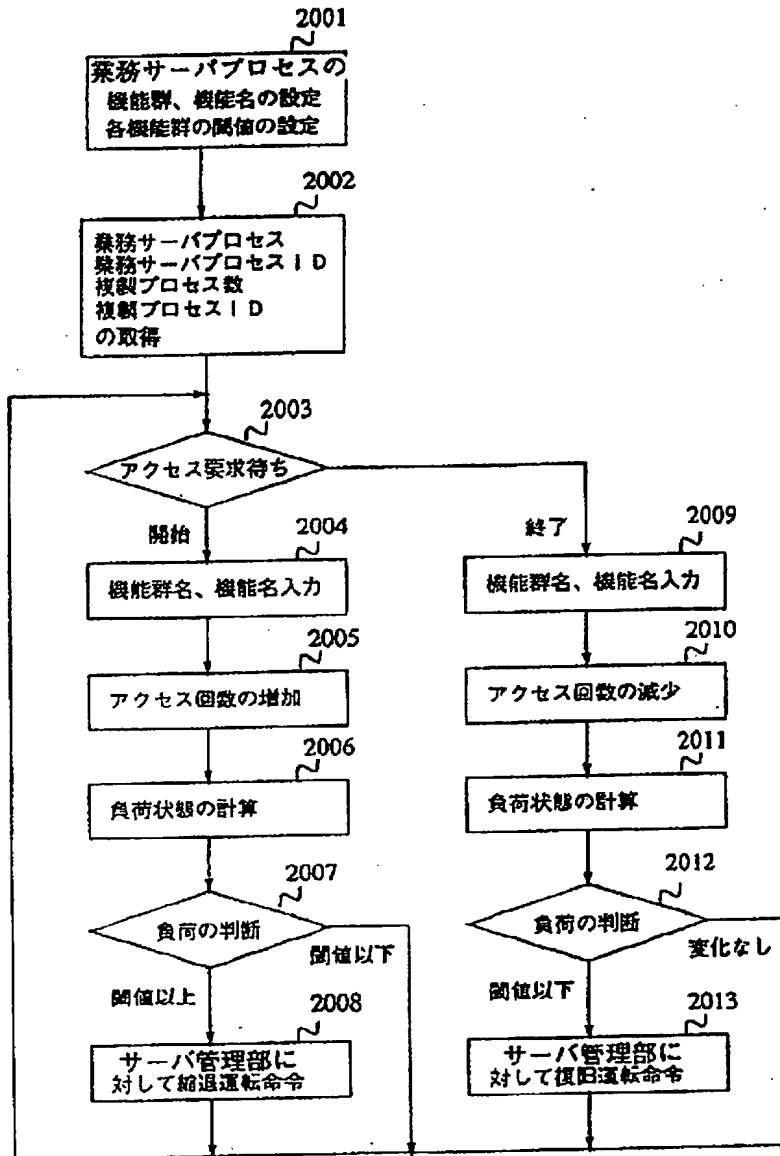 2001
業務サーバプロセスの
機能群、機能名の設定
各機能群の閾値の設定
2002
業務サーバプロセス
業務サーバプロセスID
複製プロセス数
複製プロセスID
の取得
2003
アクセス要求待ち
開始
終了
2004
機能群名、機能名入力
2005
アクセス回数の増加
2006
負荷状態の計算
2007
負荷の判断
閾値以下
閾値以上
2008
サーバ管理部に
対して縮退運転命令
2009
機能群名、機能名入力
2010
アクセス回数の減少
2011
負荷状態の計算
2012
負荷の判断
変化なし
閾値以下
2013
サーバ管理部に
対して復旧運転命令